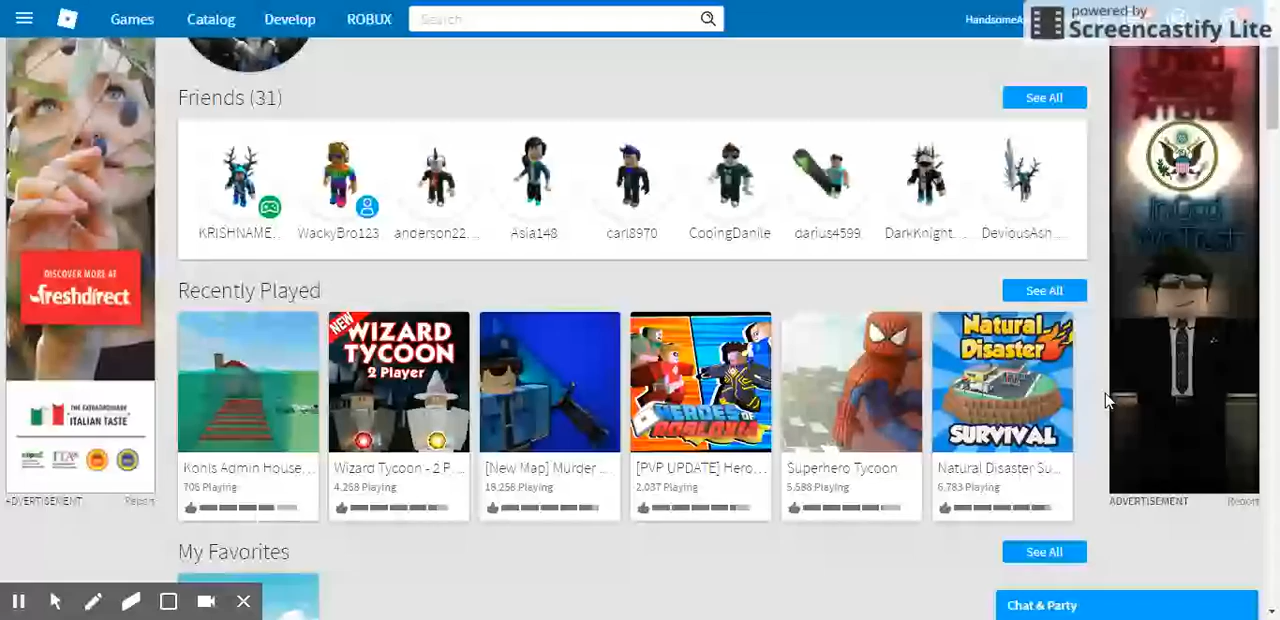 Games
Catalog
Develop
ROBUX
Search
powered by
Screencastify Lite
Friends (31)
See All
KRISHNAME...
WackyBro123
anderson22...
Asia148
carl8970
CooingDanile
darius4599
DarkKnight...
DeviousAsh...
Recently Played
See All
NEW
WIZARD
TYCOON
2 Player
HEROES OF
ROBLOXIA
Natural
Disaster
SURVIVAL
Konis Admin House...
Wizard Tycoon - 2 P...
[New Map] Murder ...
[PVP UPDATE] Hero...
Superhero Tycoon
Natural Disaster Su...
706 Playing
4,268 Playing
19,256 Playing
2,037 Playing
5,598 Playing
6,783 Playing
My Favorites
See All
Chat & Party
DISCOVER MORE AT
freshdirect
THE EXTRAORDINARY
ITALIAN TASTE
ADVERTISEMENT
Report
In God
We Trust
ADVERTISEMENT
Report